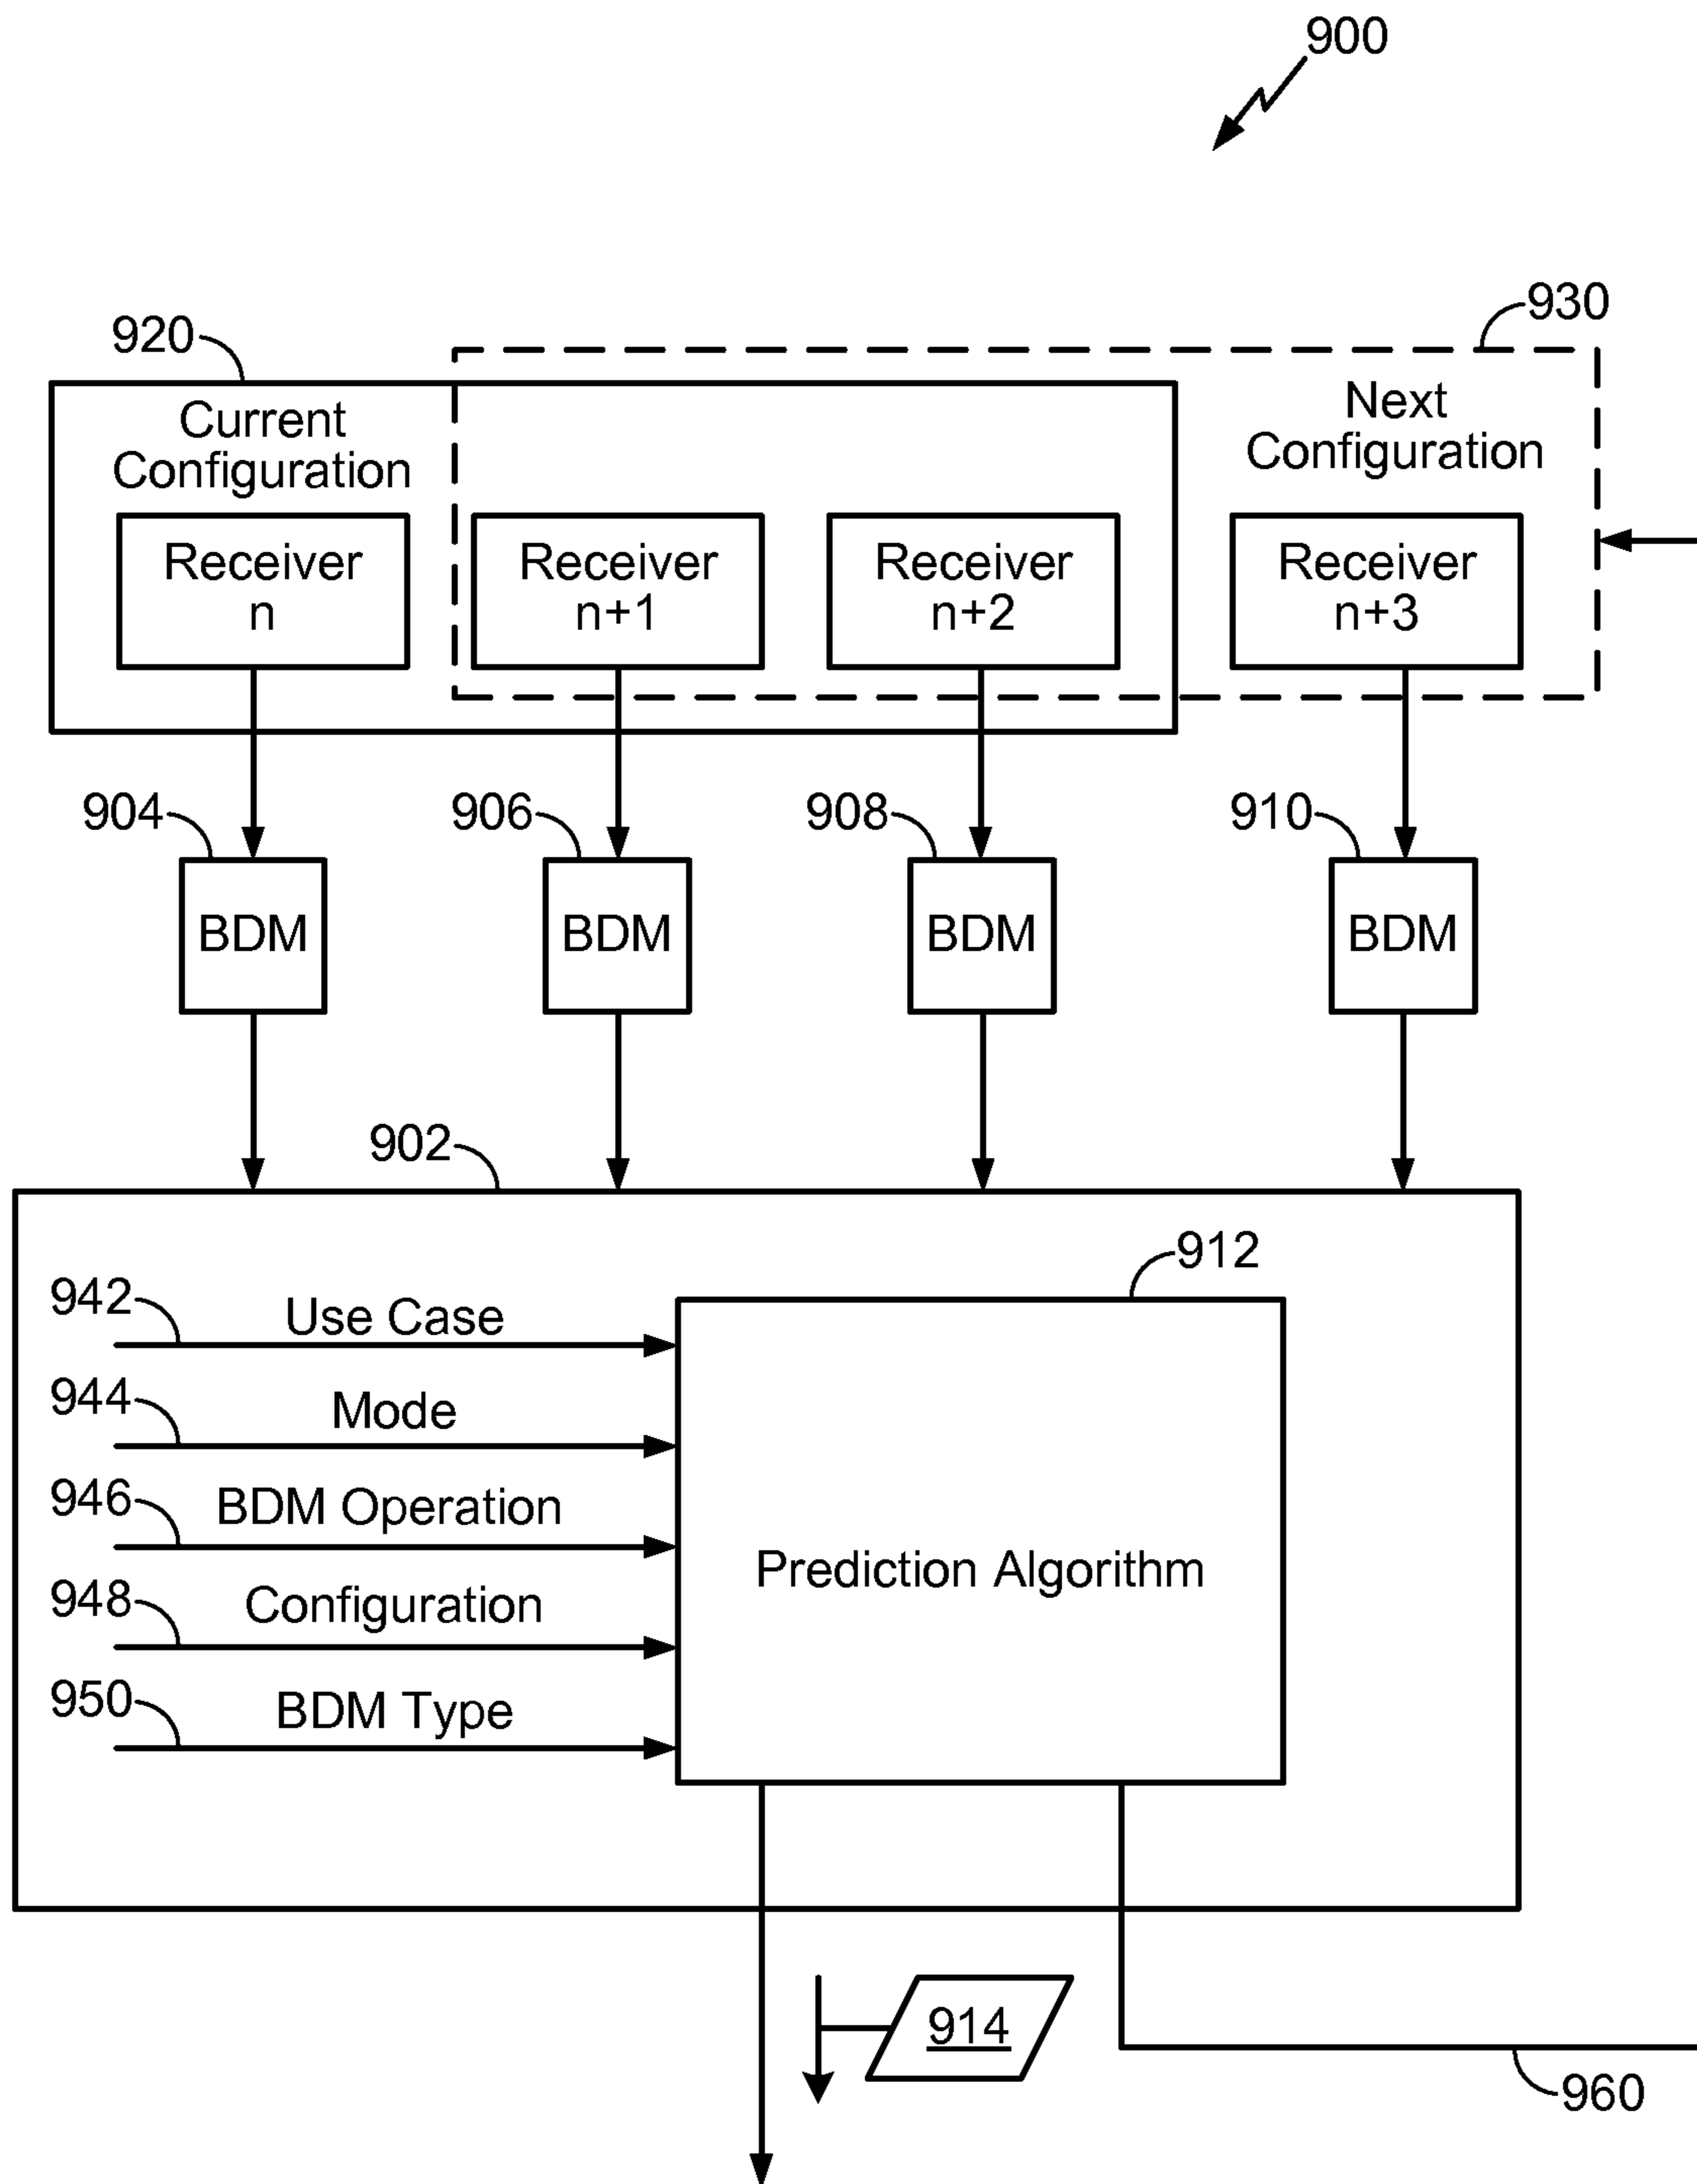 900
930
920
Current
Configuration
Next
Configuration
Receiver
n
Receiver
n+1
Receiver
n+2
Receiver
n+3
904
906
908
910
BDM
BDM
BDM
BDM
902
912
942
Use Case
944
Mode
946
BDM Operation
Prediction Algorithm
948
Configuration
950
BDM Type
914
960